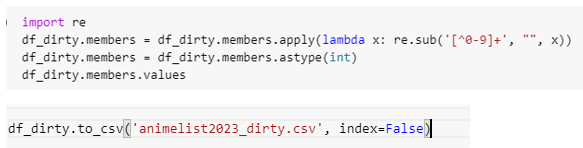 import re
df_dirty.members = df_dirty.members.apply(lambda x: re.sub('[^0-9]+', "", x))
df_dirty.members = df_dirty.members.astype(int)
df_dirty.members.values
df_dirty.to_csv('animelist2023_dirty.csv', index=False)